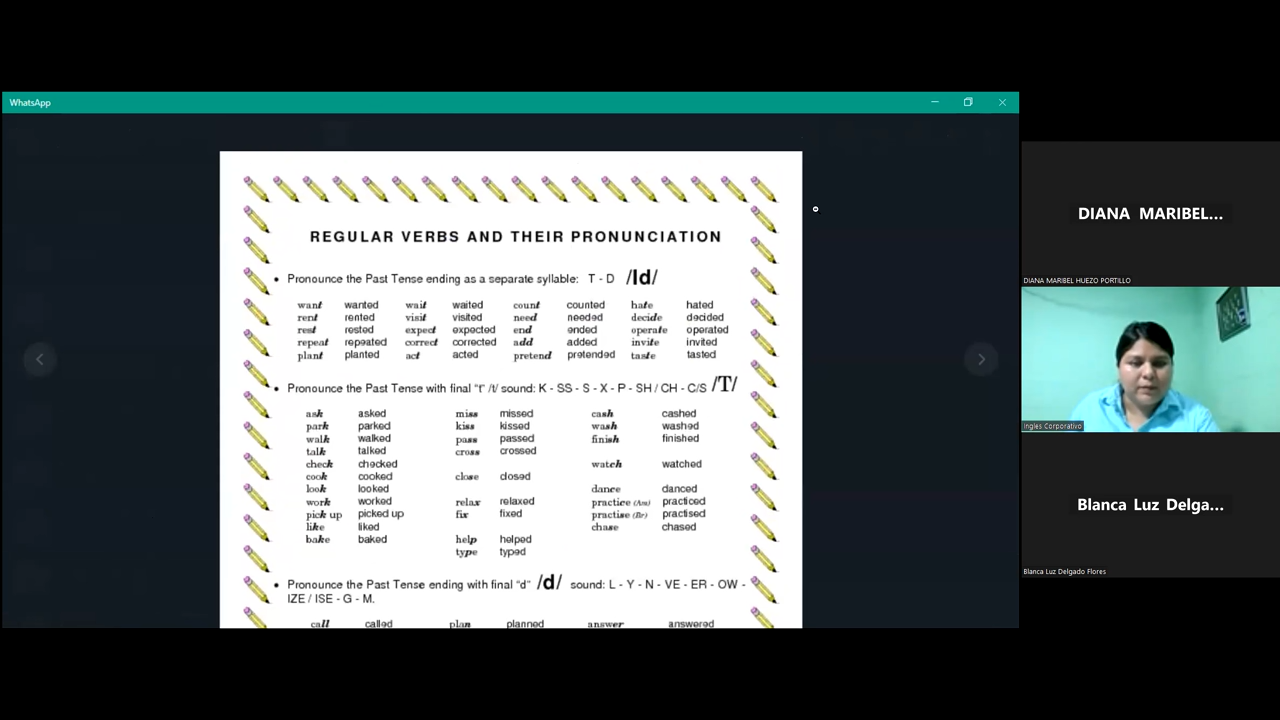 WhatsApp
REGULAR VERBS AND THEIR PRONUNCIATION
• Pronounce the Past Tense ending as a separate syllable: T - D /Id/
want wanted wait waited count counted hate hated
rent rented visit visited need needed decide decided
rest rested expect expected end ended operate operated
repeat repeated correct corrected add added invite invited
plant planted act acted pretend pretended taste tasted
• Pronounce the Past Tense with final "t" /t/ sound: K - SS - S - X - P - SH / CH - C/S /T/
ask asked miss missed cash cashed
park parked kiss kissed wash washed
walk walked pass passed finish finished
talk talked cross crossed
check checked watch watched
cook cooked close closed
look looked dance danced
work worked relax relaxed practice (Am) practiced
pick up picked up fix fixed practise (Br) practised
like liked chase chased
bake baked help helped
type typed
• Pronounce the Past Tense ending with final "d" /d/ sound: L - Y - N - VE - ER - OW -
IZE / ISE - G - M.
call called plan planned answer answered
DIANA MARIBEL...
DIANA MARIBEL HUEZO PORTILLO
Ingles Corporativo
Blanca Luz Delga...
Blanca Luz Delgado Flores